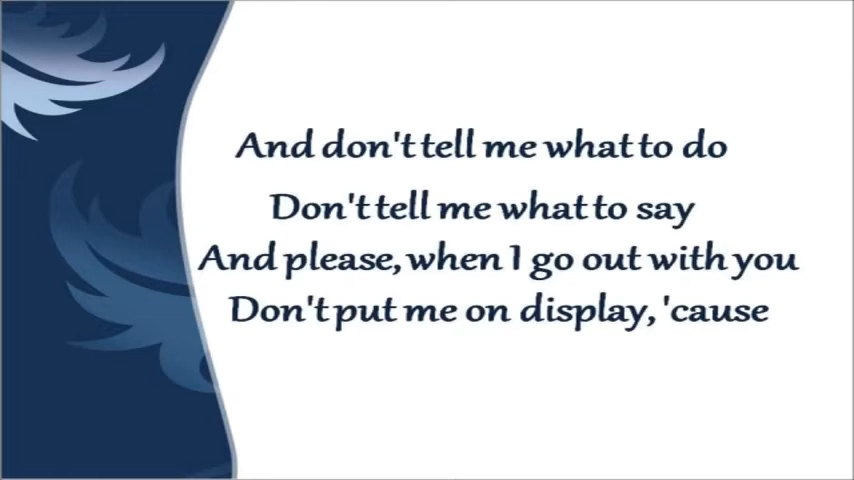 And don't tell me what to do
Don't tell me what to say
And please, when I go out with you
Don't put me on display, 'cause